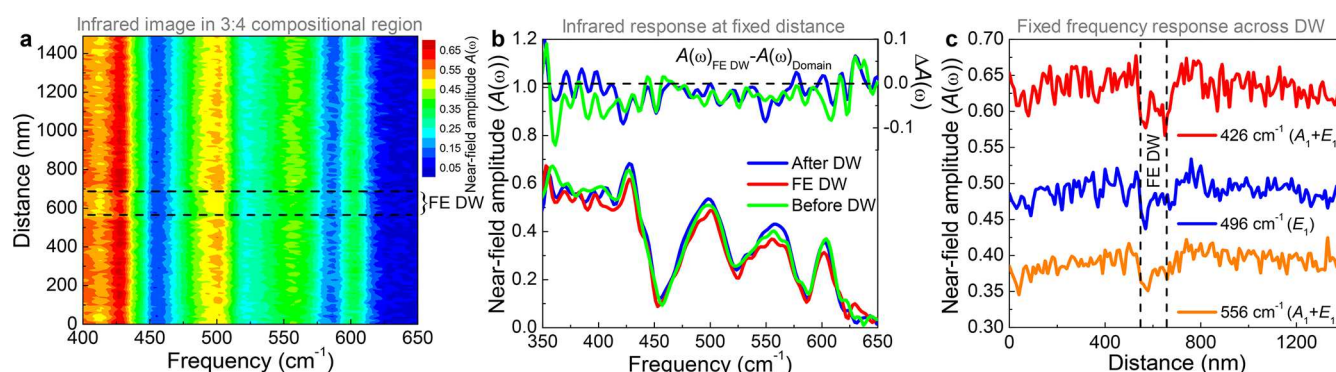 Infrared image in 3:4 compositional region
a
Distance (nm)
1400
1200
1000
800
600
400
200
0
400
450
500
550
600
650
Frequency (cm-1)
0.65
0.55
0.45
0.35
0.25
0.15
0.05
Near-field amplitude A(ω)
}FE DW
Infrared response at fixed distance
b
Near-field amplitude (A(ω))
1.2
1.0
0.8
0.6
0.4
0.2
0.0
A(ω)FE DW-A(ω)Domain
0.1
0.0
-0.1
ΔA(ω)
After DW
FE DW
Before DW
350
400
450
500
550
600
650
Frequency (cm-1)
Fixed frequency response across DW
c
Near-field amplitude (A(ω))
0.70
0.65
0.60
0.55
0.50
0.45
0.40
0.35
0.30
FE DW
426 cm-1 (A1+E1
496 cm-1 (E1)
556 cm-1 (A1+E1
0
400
800
1200
Distance (nm)